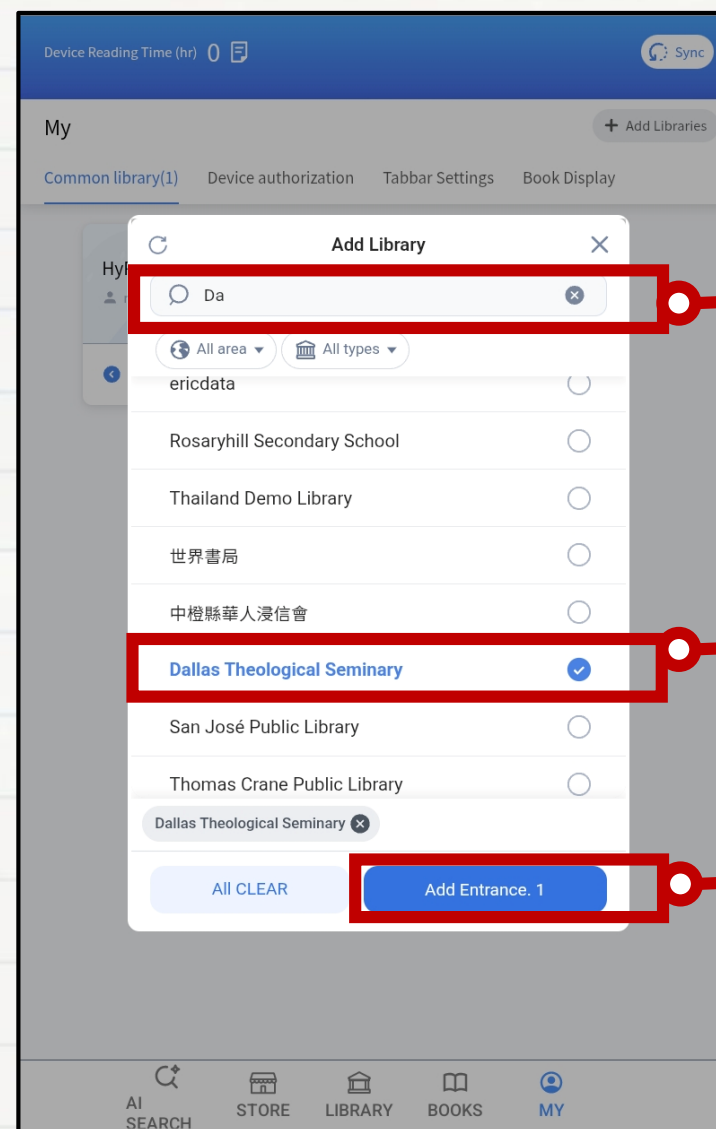 Device Reading Time (hr) 0
Sync
My
+ Add Libraries
Common library(1) Device authorization Tabbar Settings Book Display
Add Library
Da
All area All types
ericdata
Rosaryhill Secondary School
Thailand Demo Library
世界書局
中橙縣華人浸信會
Dallas Theological Seminary
San José Public Library
Thomas Crane Public Library
Dallas Theological Seminary
All CLEAR Add Entrance. 1
AI SEARCH STORE LIBRARY BOOKS MY